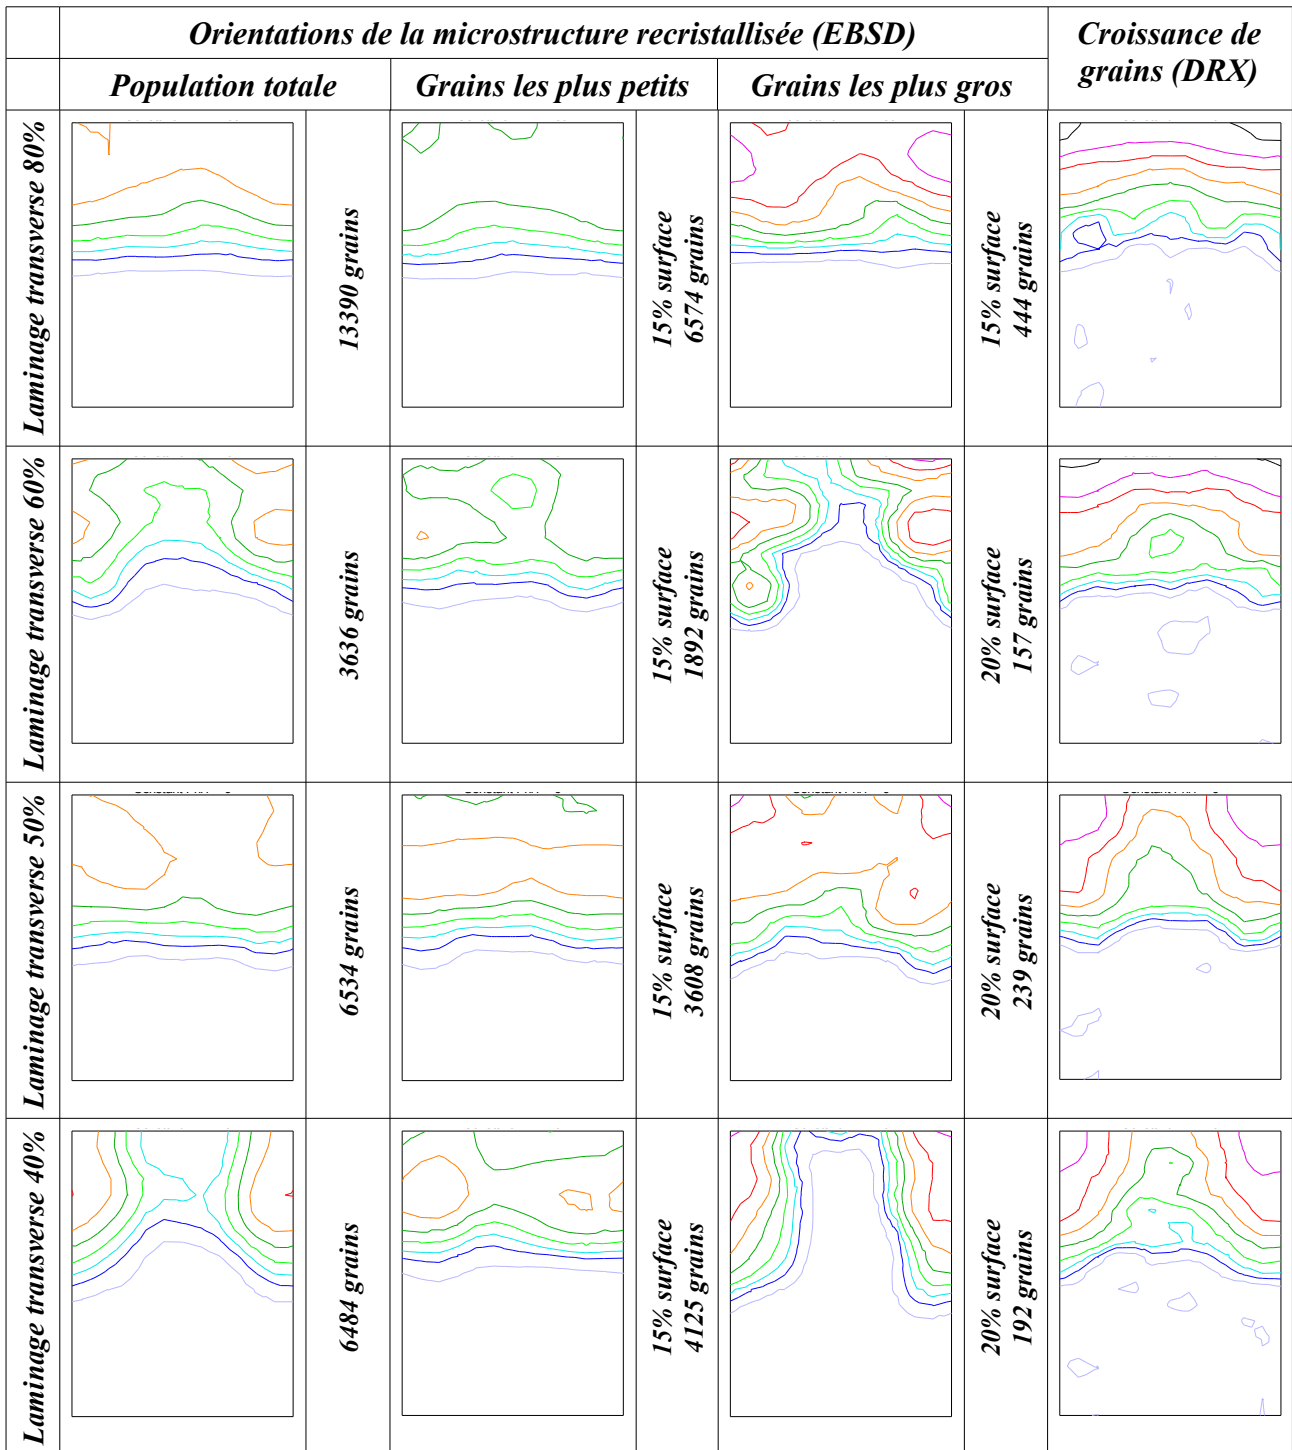 Orientations de la microstructure recristallisée (EBSD)
Croissance de
grains (DRX)
Population totale
Grains les plus petits
Grains les plus gros
Laminage transverse 80%
13390 grains
15% surface
6574 grains
15% surface
444 grains
Laminage transverse 60%
3636 grains
15% surface
1892 grains
20% surface
157 grains
Laminage transverse 50%
6534 grains
15% surface
3608 grains
20% surface
239 grains
Laminage transverse 40%
6484 grains
15% surface
4125 grains
20% surface
192 grains